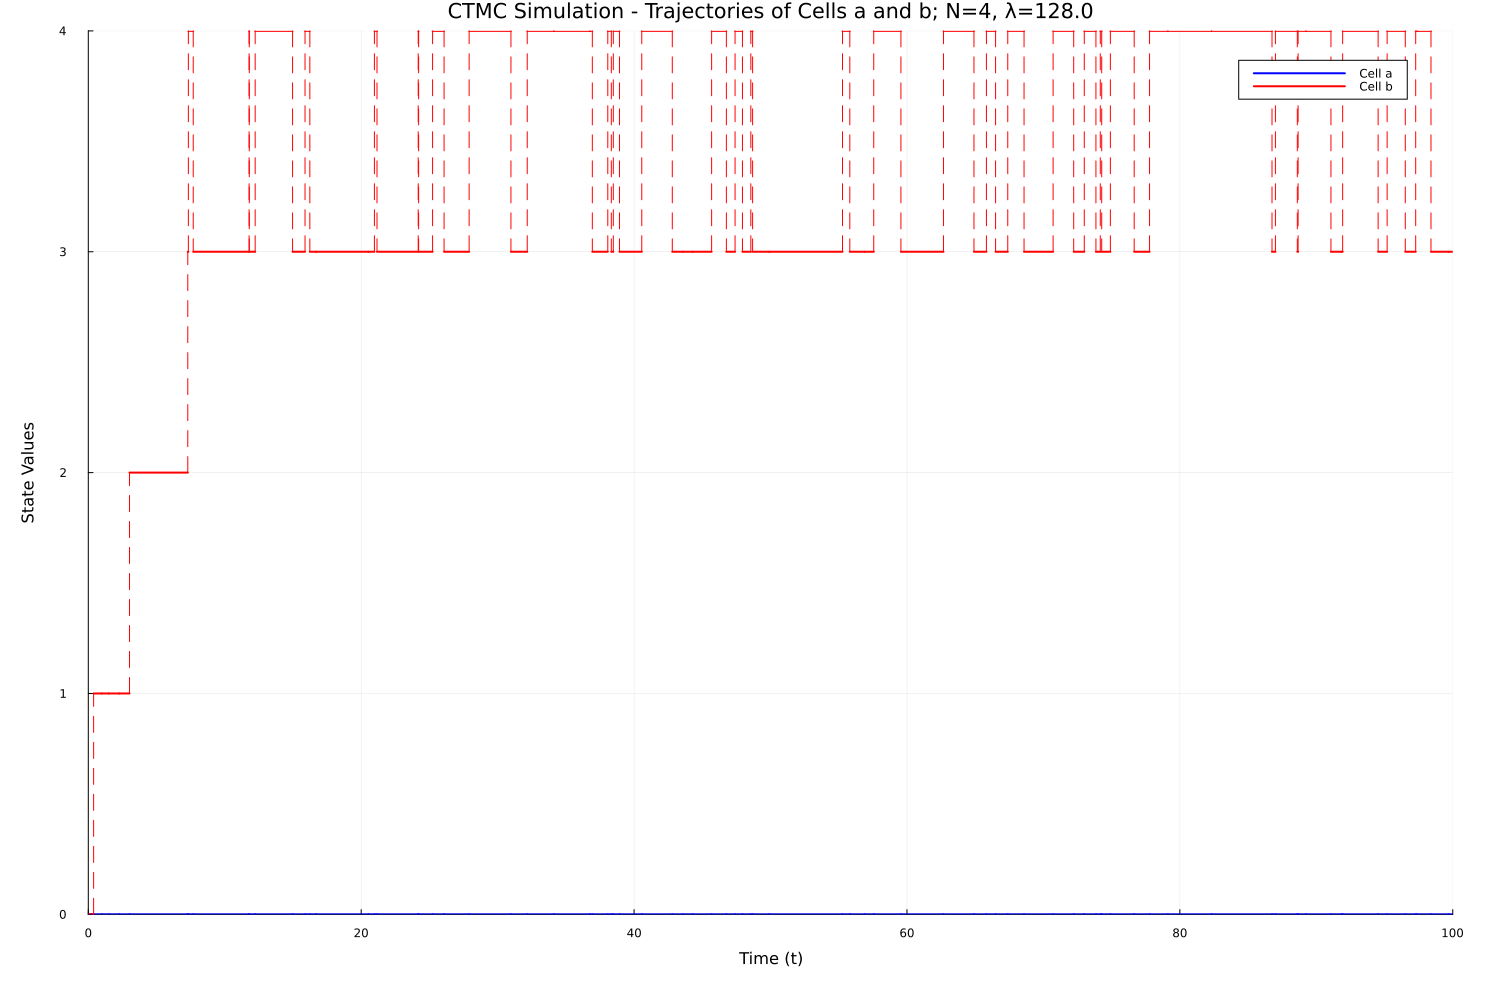 CTMC Simulation - Trajectories of Cells a and b; N=4, λ=128.0
4
Cell a
Cell b
3
State Values
2
1
0
0 20 40 60 80 100
Time (t)